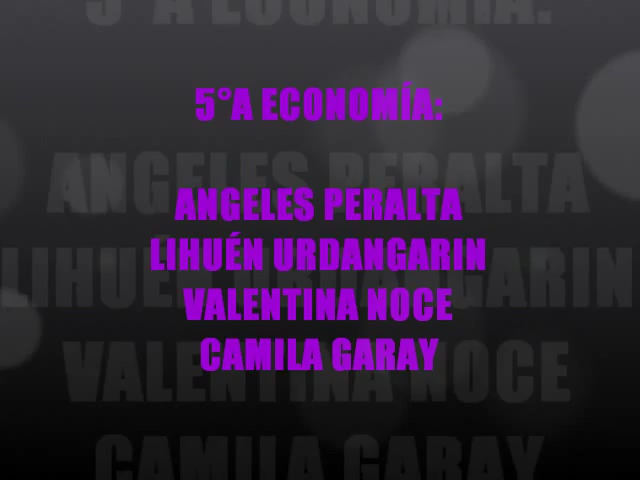 5°A ECONOMÍA:
ANGELES PERALTA
LIHUÉN URDANGARIN
VALENTINA NOCE
CAMILA GARAY